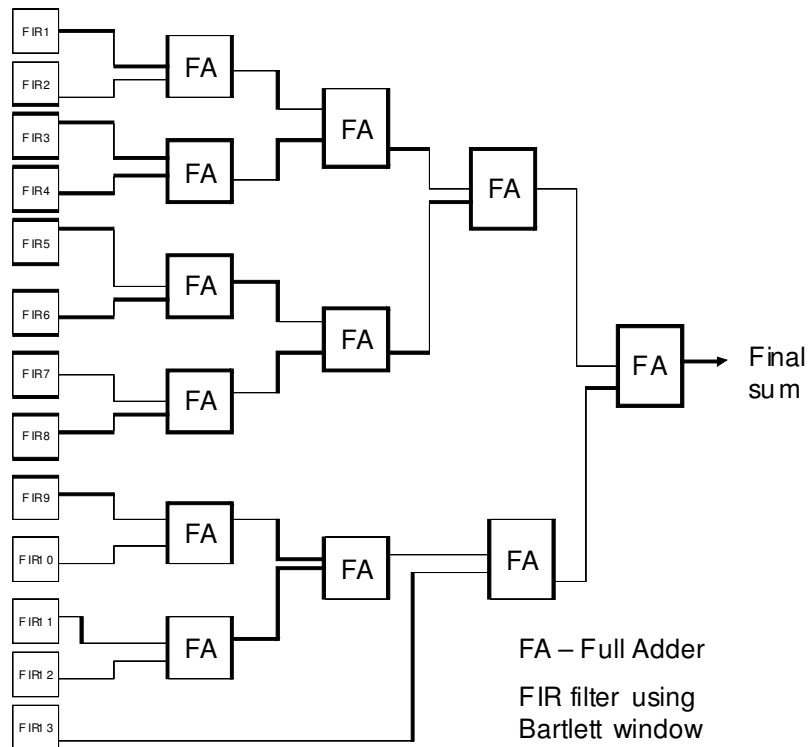 FIR1
FIR2
FIR3
FIR4
FIR5
FIR6
FIR7
FIR8
FIR9
FIR10
FIR11
FIR12
FIR13
FA
FA
FA
FA
FA
FA
FA
FA
FA
FA
FA
FA
Final
sum
FA – Full Adder
FIR filter using
Bartlett window